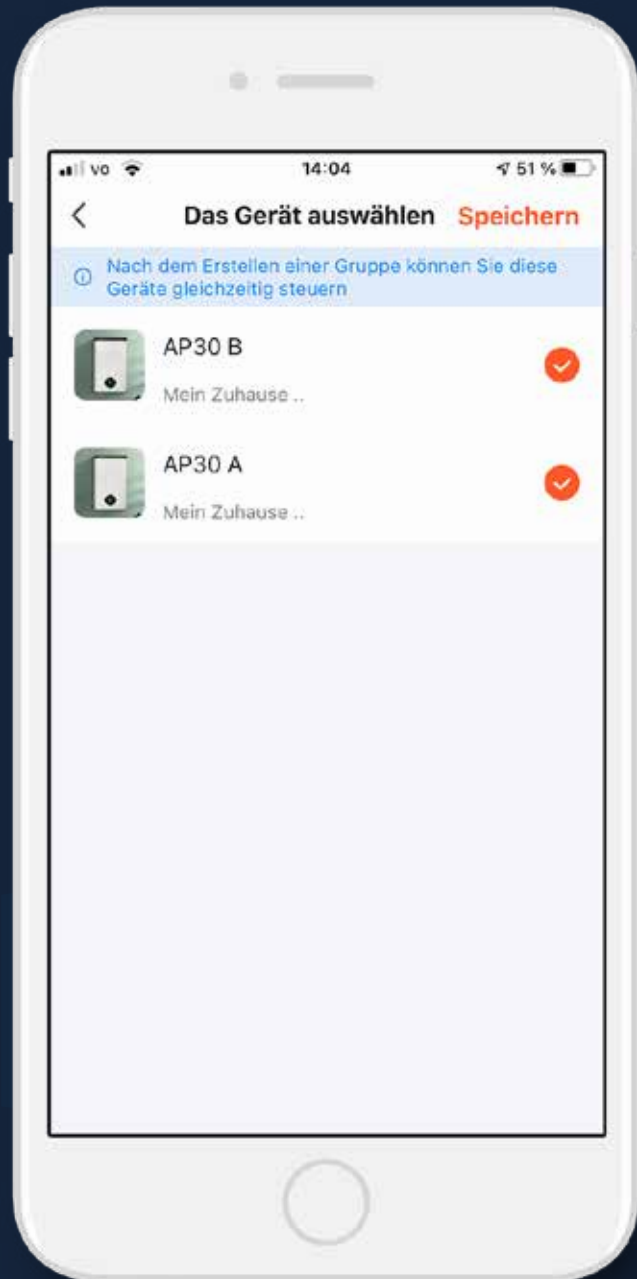 vo 14:04 51 %
Das Gerät auswählen Speichern
Nach dem Erstellen einer Gruppe können Sie diese
Geräte gleichzeitig steuern
AP30 B
Mein Zuhause ..
AP30 A
Mein Zuhause ..